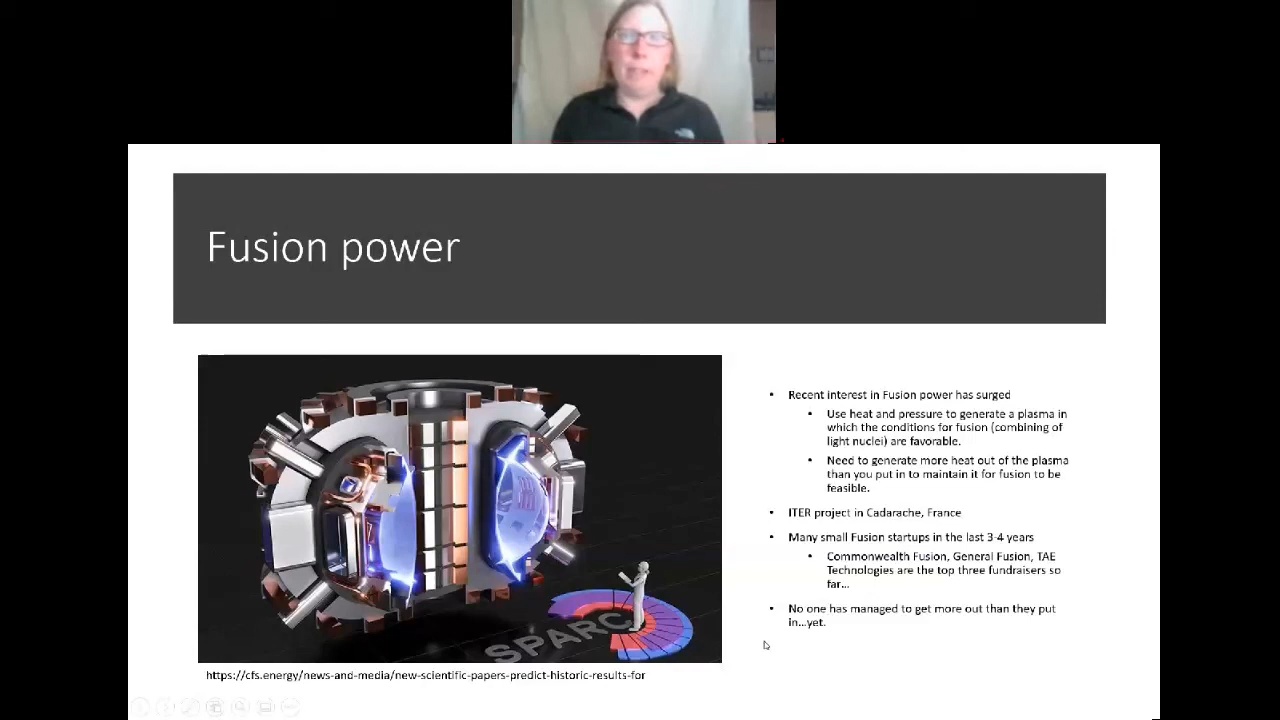 Fusion power
SPARC
https://cfs.energy/news-and-media/new-scientific-papers-predict-historic-results-for
• Recent interest in Fusion power has surged
• Use heat and pressure to generate a plasma in
which the conditions for fusion (combining of
light nuclei) are favorable.
• Need to generate more heat out of the plasma
than you put in to maintain it for fusion to be
feasible.
• ITER project in Cadarache, France
• Many small Fusion startups in the last 3-4 years
• Commonwealth Fusion, General Fusion, TAE
Technologies are the top three fundraisers so
far...
• No one has managed to get more out than they put
in...yet.